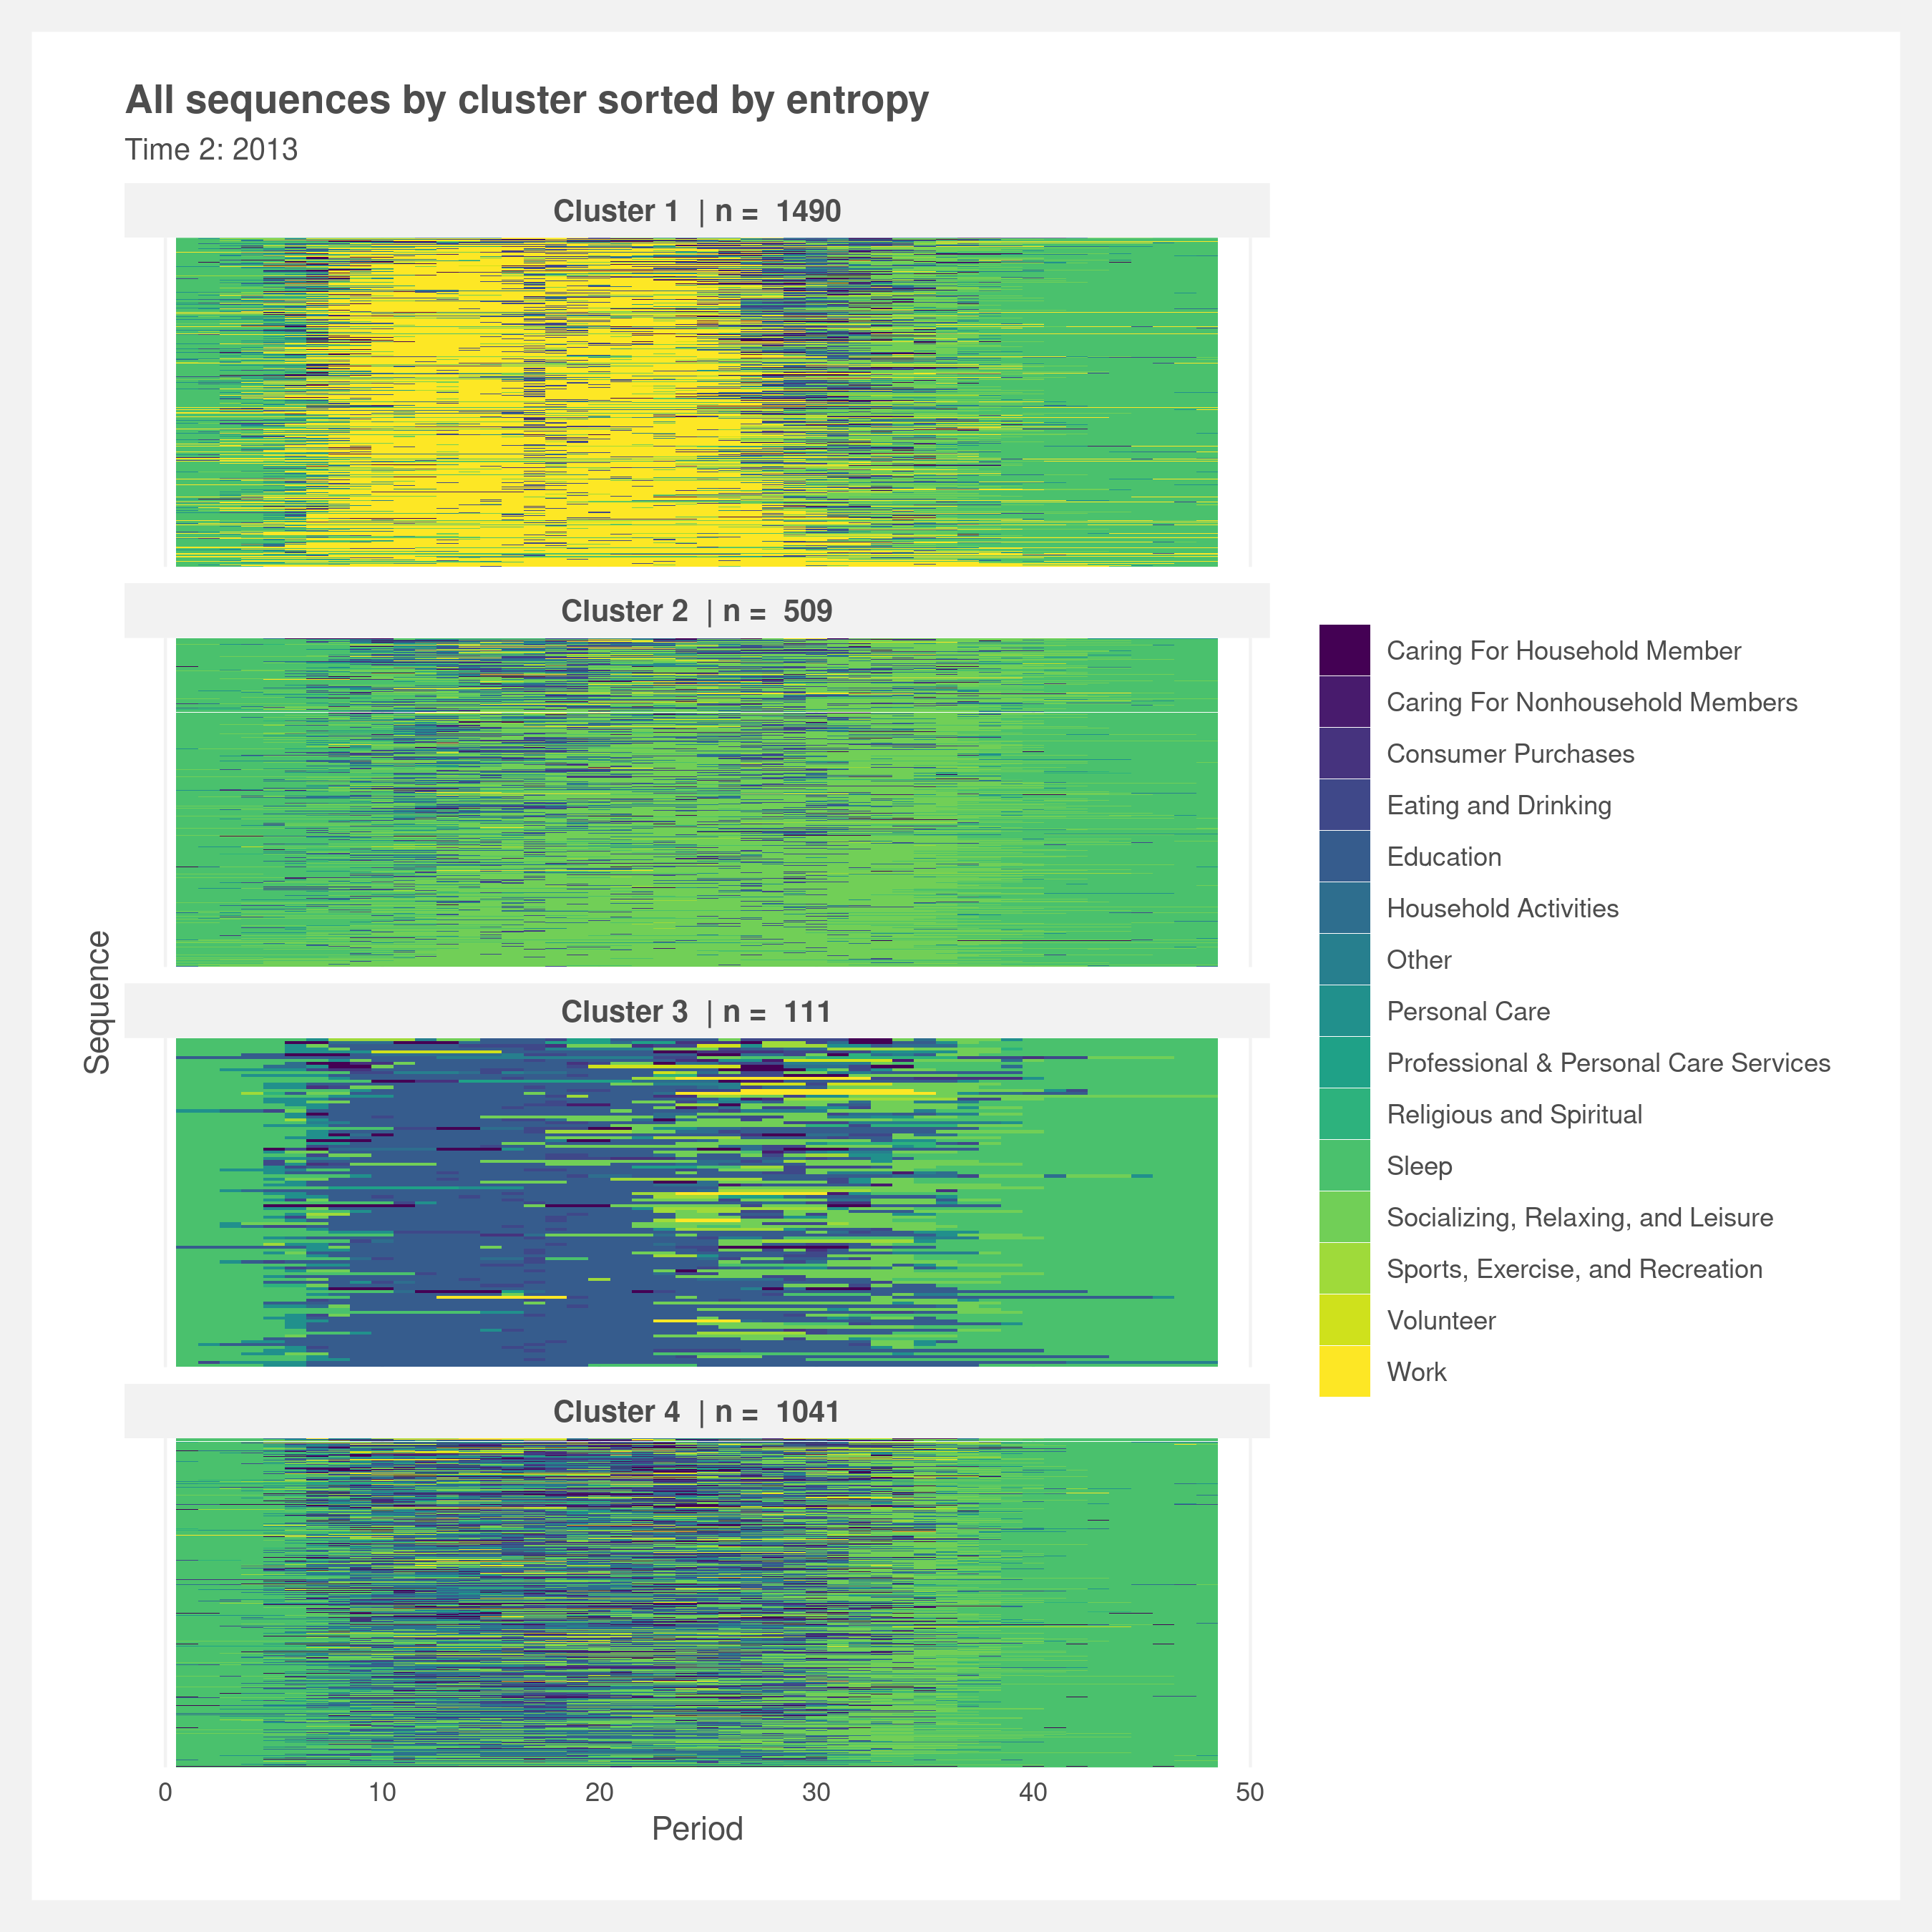 All sequences by cluster sorted by entropy
Time 2: 2013
Cluster 1 | n = 1490
Cluster 2 | n = 509
Cluster 3 | n = 111
Cluster 4 | n = 1041
Sequence
0 10 20 30 40 50
Period
Caring For Household Member
Caring For Nonhousehold Members
Consumer Purchases
Eating and Drinking
Education
Household Activities
Other
Personal Care
Professional & Personal Care Services
Religious and Spiritual
Sleep
Socializing, Relaxing, and Leisure
Sports, Exercise, and Recreation
Volunteer
Work